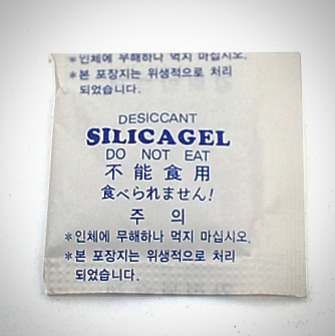 *인체에 무해하나 먹지 마십시오.
*본 포장지는 위생적으로 처리
되었습니다.
DESICCANT
SILICAGEL
DO NOT EAT
不能食用
食べられません!
주 의
*인체에 무해하나 먹지 마십시오.
*본 포장지는 위생적으로 처리
되었습니다.